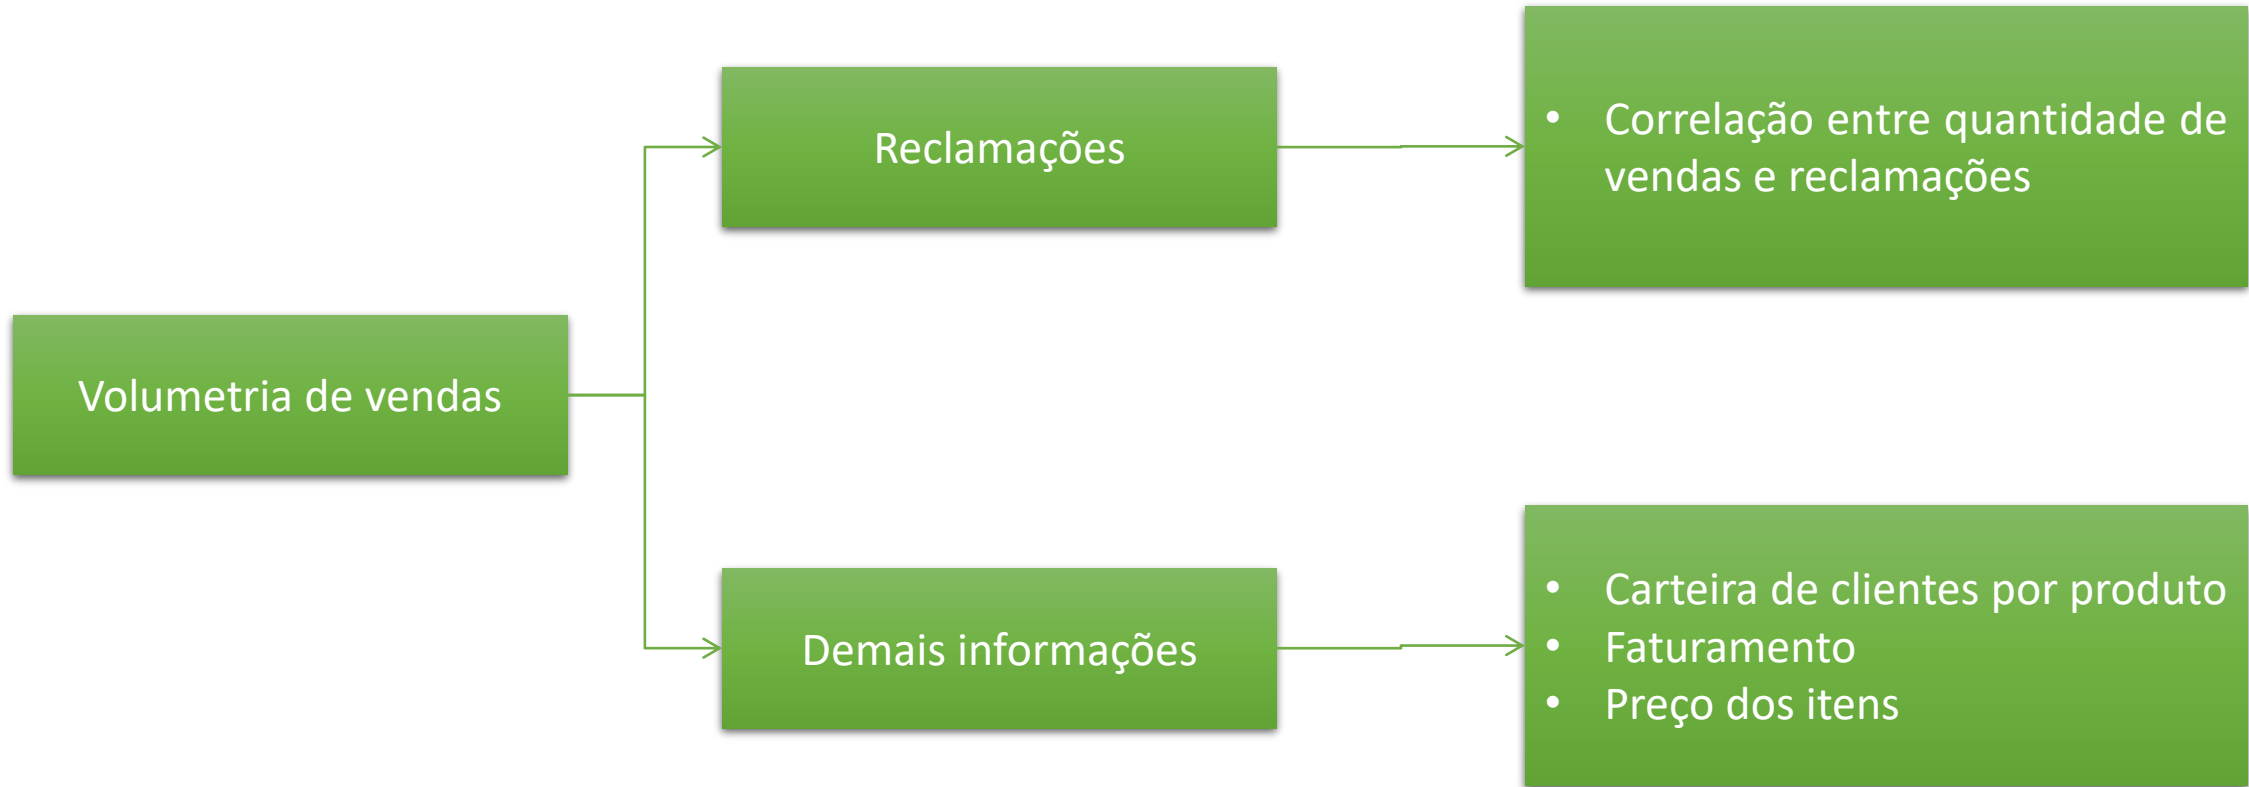 Volumetria de vendas
Reclamações
• Correlação entre quantidade de
vendas e reclamações
Demais informações
• Carteira de clientes por produto
• Faturamento
• Preço dos itens